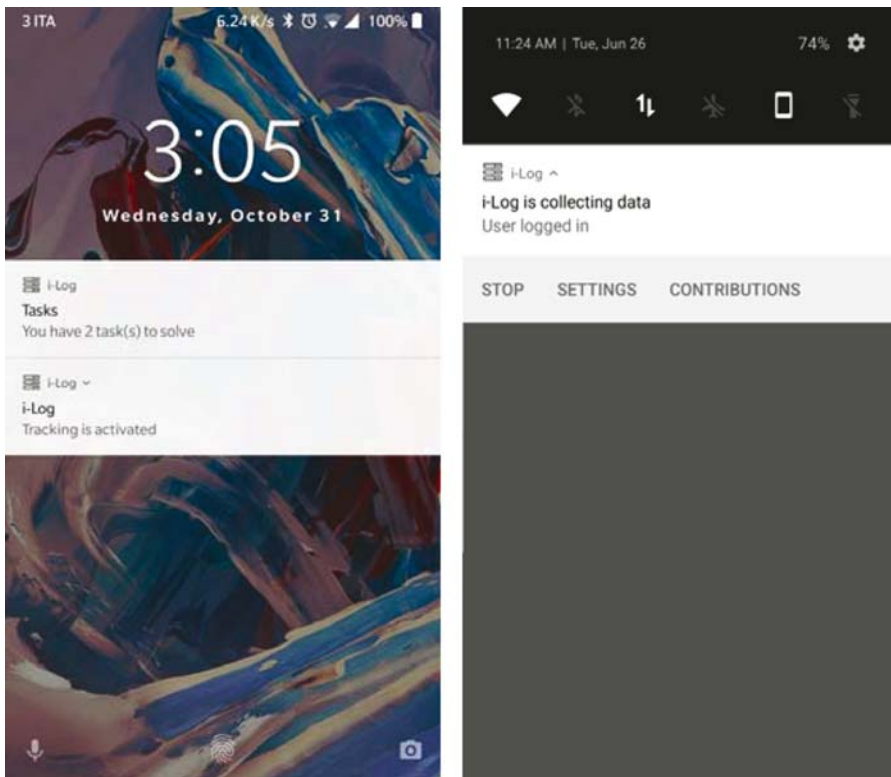 3 ITA 6.24 K/s 100%
3:05
Wednesday, October 31
i-Log
Tasks
You have 2 task(s) to solve
i-Log
i-Log
Tracking is activated
11:24 AM | Tue, Jun 26 74%
1
i-Log
i-Log is collecting data
User logged in
STOP SETTINGS CONTRIBUTIONS